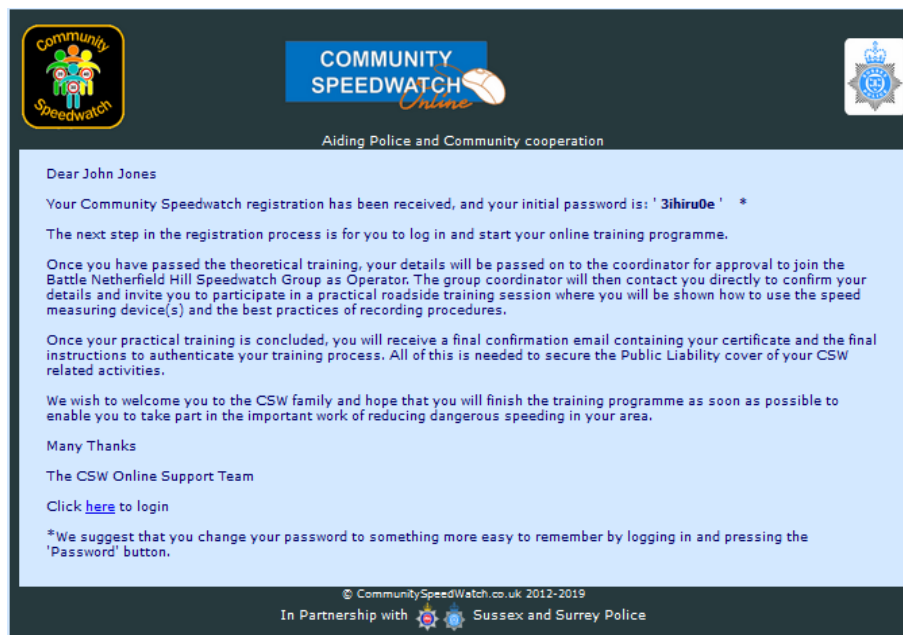 Community
Speedwatch
COMMUNITY
SPEEDWATCH
Online
Aiding Police and Community cooperation
Dear John Jones
Your Community Speedwatch registration has been received, and your initial password is: ' 3ihiru0e ' *
The next step in the registration process is for you to log in and start your online training programme.
Once you have passed the theoretical training, your details will be passed on to the coordinator for approval to join the
Battle Netherfield Hill Speedwatch Group as Operator. The group coordinator will then contact you directly to confirm your
details and invite you to participate in a practical roadside training session where you will be shown how to use the speed
measuring device(s) and the best practices of recording procedures.
Once your practical training is concluded, you will receive a final confirmation email containing your certificate and the final
instructions to authenticate your training process. All of this is needed to secure the Public Liability cover of your CSW
related activities.
We wish to welcome you to the CSW family and hope that you will finish the training programme as soon as possible to
enable you to take part in the important work of reducing dangerous speeding in your area.
Many Thanks
The CSW Online Support Team
Click here to login
*We suggest that you change your password to something more easy to remember by logging in and pressing the
'Password' button.
© CommunitySpeedWatch.co.uk 2012-2019
In Partnership with Sussex and Surrey Police